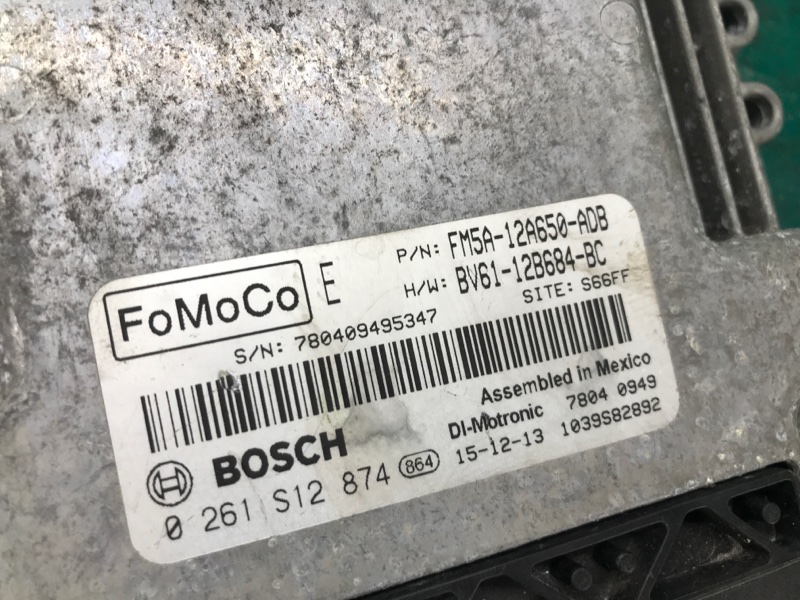 FoMoCo E P/N: FM5A-12A650-ADB
H/W: BV61-12B684-BC
S/N: 780409495347 SITE: S66FF
Assembled in Mexico
BOSCH DI-Motronic 7804 0949
0 261 S12 874 864 15-12-13 1039S82892